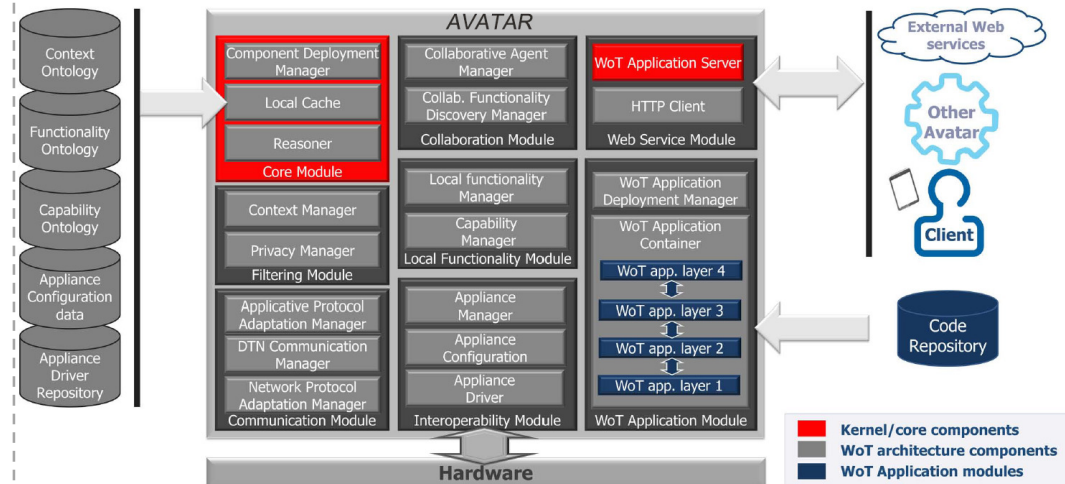 AVATAR
Context
Ontology
Functionality
Ontology
Capability
Ontology
Appliance
Configuration
data
Appliance
Driver
Repository
Component Deployment
Manager
Local Cache
Reasoner
Core Module
Context Manager
Privacy Manager
Filtering Module
Applicative Protocol
Adaptation Manager
DTN Communication
Manager
Network Protocol
Adaptation Manager
Communication Module
Collaborative Agent
Manager
Collab. Functionality
Discovery Manager
Collaboration Module
Local functionality
Manager
Capability
Manager
Local Functionality Module
Appliance
Manager
Appliance
Configuration
Appliance
Driver
Interoperability Module
WoT Application Server
HTTP Client
Web Service Module
WoT Application
Deployment Manager
WoT Application
Container
WoT app. layer 4
WoT app. layer 3
WoT app. layer 2
WoT app. layer 1
WoT Application Module
Hardware
External Web
services
Other
Avatar
Client
Code
Repository
Kernel/core components
WoT architecture components
WoT Application modules